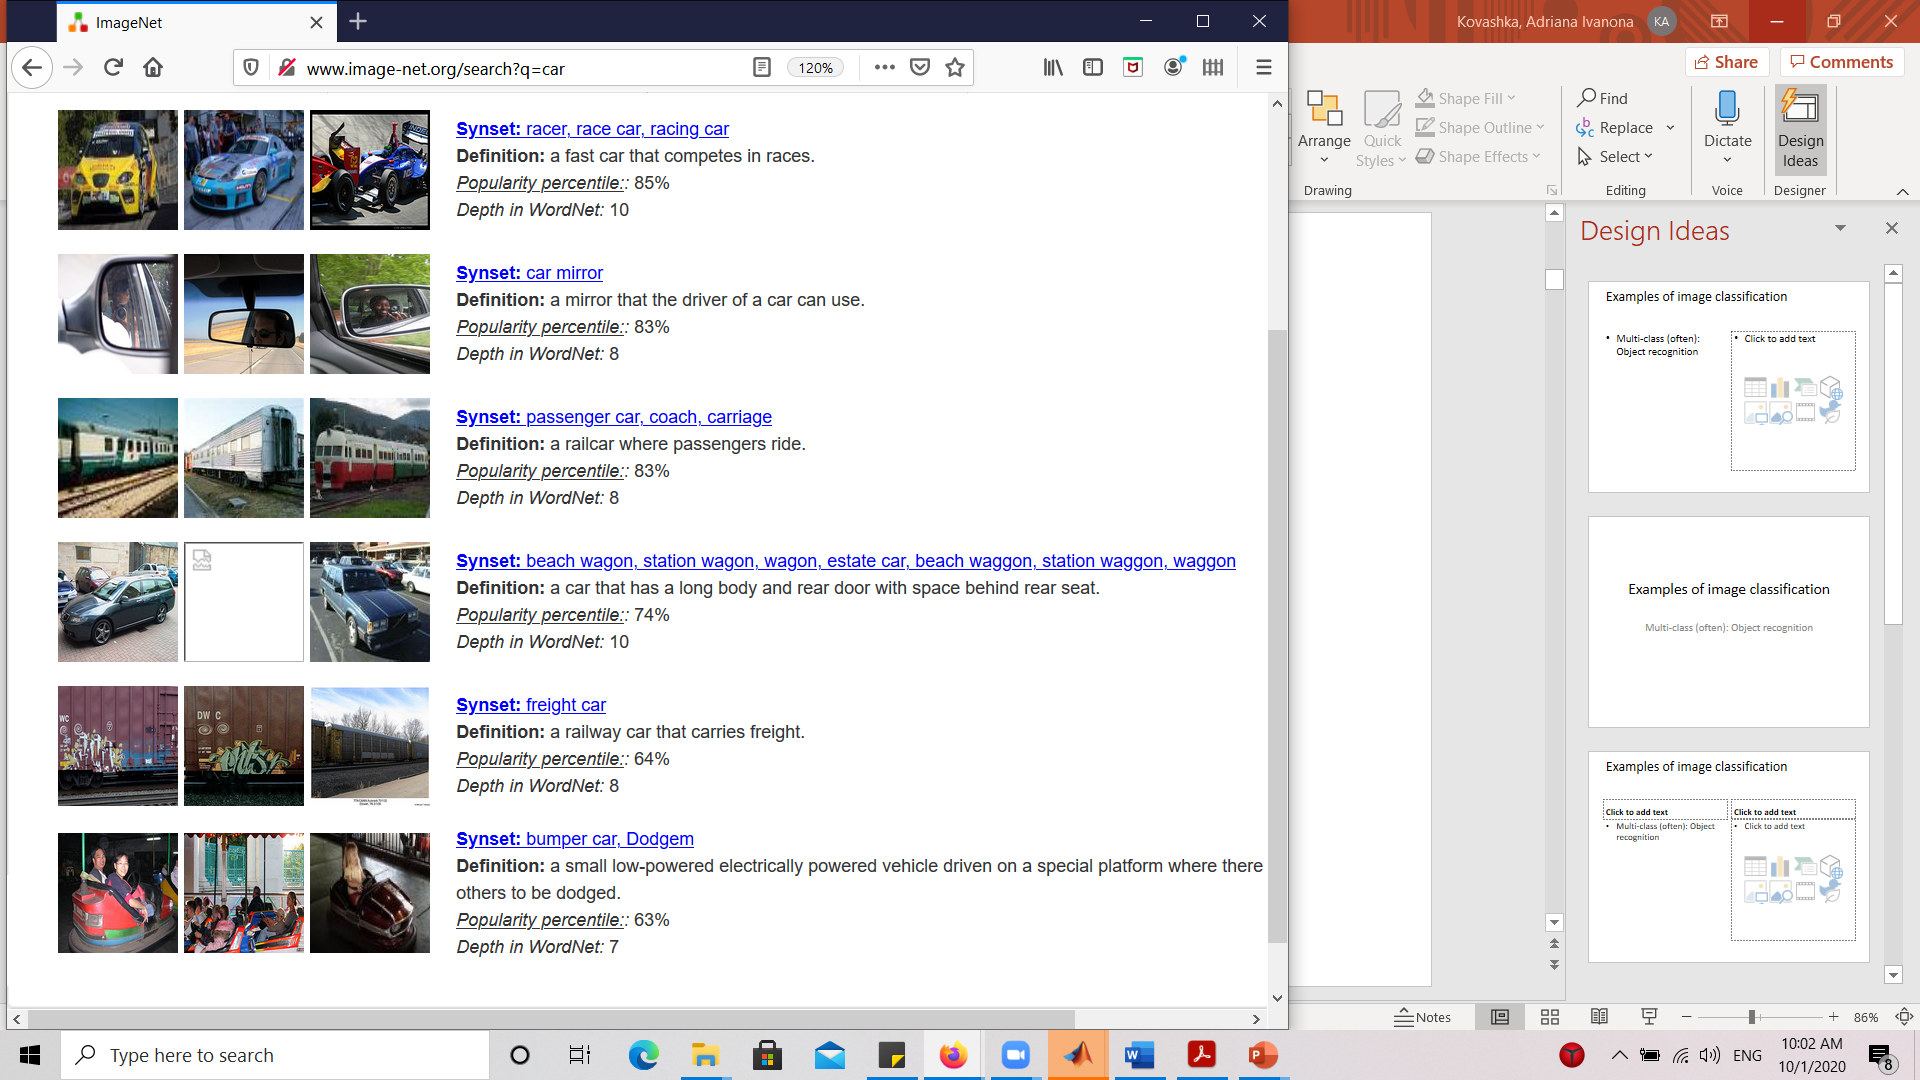 ImageNet
www.image-net.org/search?q=car
120%
Synset: racer, race car, racing car
Definition: a fast car that competes in races.
Popularity percentile:: 85%
Depth in WordNet: 10
Synset: car mirror
Definition: a mirror that the driver of a car can use.
Popularity percentile:: 83%
Depth in WordNet: 8
Synset: passenger car, coach, carriage
Definition: a railcar where passengers ride.
Popularity percentile:: 83%
Depth in WordNet: 8
Synset: beach wagon, station wagon, wagon, estate car, beach waggon, station waggon, waggon
Definition: a car that has a long body and rear door with space behind rear seat.
Popularity percentile:: 74%
Depth in WordNet: 10
WC
DW C
Synset: freight car
Definition: a railway car that carries freight.
Popularity percentile:: 64%
Depth in WordNet: 8
Synset: bumper car, Dodgem
Definition: a small low-powered electrically powered vehicle driven on a special platform where there
others to be dodged.
Popularity percentile:: 63%
Depth in WordNet: 7
Kovashka, Adriana Ivanona
KA
Share
Comments
Arrange
Quick
Styles
Shape Fill
Shape Outline
Shape Effects
Drawing
Find
Replace
Select
Editing
Dictate
Voice
Design
Ideas
Designer
Design Ideas
Examples of image classification
• Multi-class (often):
Object recognition
• Click to add text
Examples of image classification
Multi-class (often): Object recognition
Examples of image classification
Click to add text
Click to add text
• Multi-class (often): Object
recognition
• Click to add text
Notes
86%
Type here to search
ENG
10:02 AM
10/1/2020
8